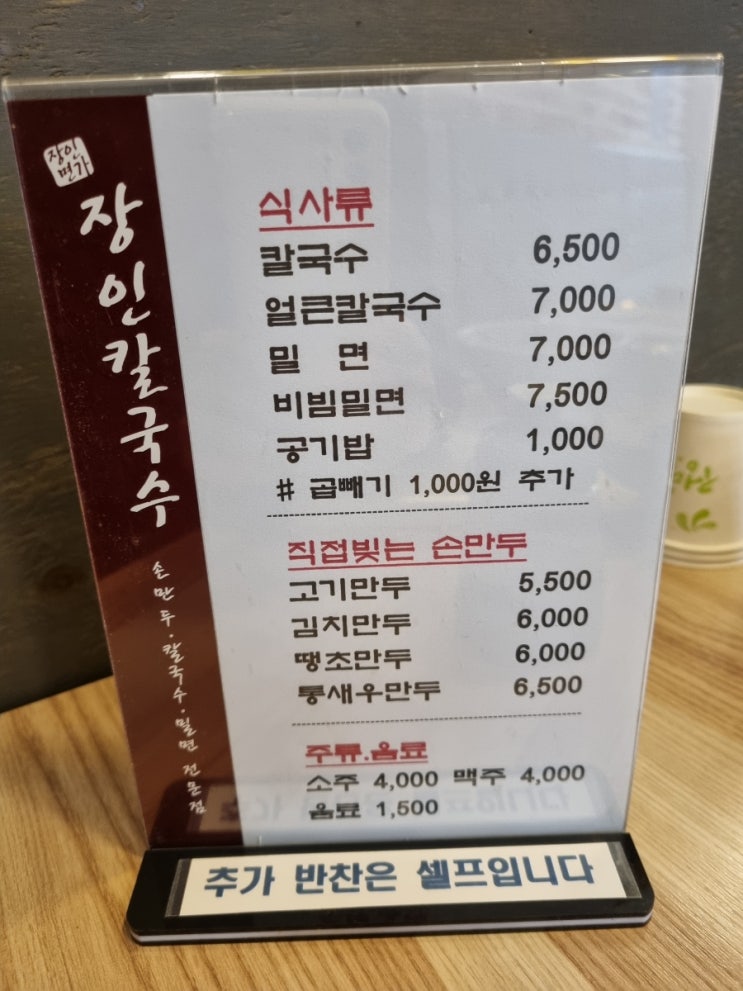 장인
면가
장인칼국수
손만두·칼국수·밀면 전문점
식사류
칼국수 6,500
얼큰칼국수 7,000
밀 면 7,000
비빔밀면 7,500
공기밥 1,000
# 곱빼기 1,000원 추가
직접빚는 손만두
고기만두 5,500
김치만두 6,000
땡초만두 6,000
통새우만두 6,500
주류.음료
소주 4,000 맥주 4,000
음료 1,500
추가 반찬은 셀프입니다